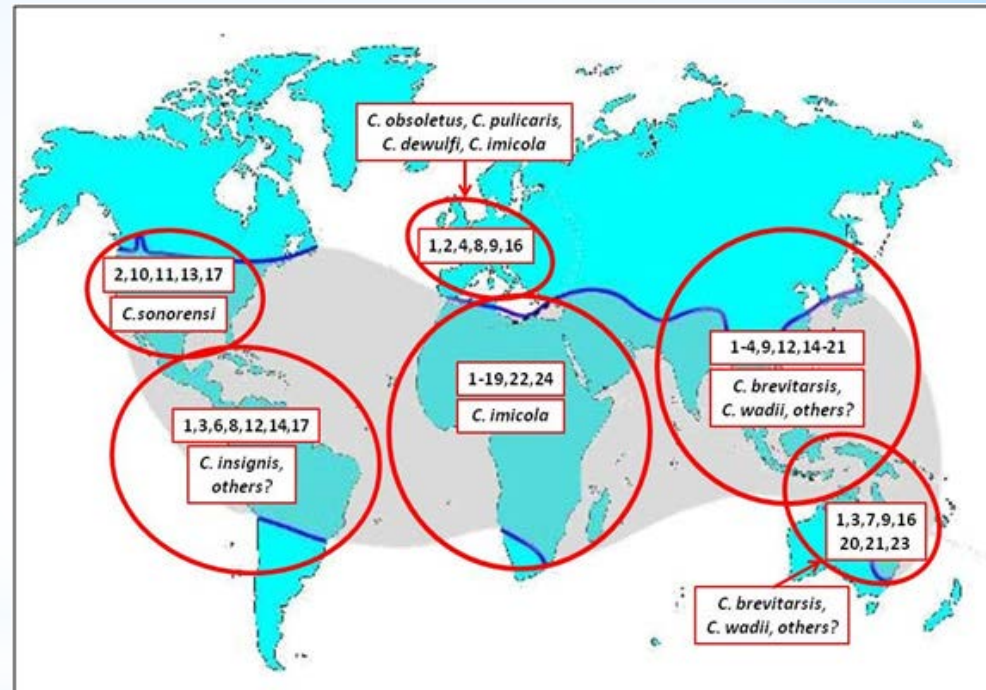 C. obsoletus, C. pulicaris,
C. dewulfi, C. imicola
1,2,4,8,9,16
2,10,11,13,17
C.sonorensi
1-19,22,24
C. imicola
1-4,9,12,14-21
C. brevitarsis,
C. wadii, others?
1,3,6,8,12,14,17
C. insignis,
others?
1,3,7,9,16
20,21,23
C. brevitarsis,
C. wadii, others?